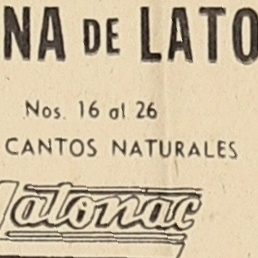 NA DE LATO
Nos. 16 al 26
CANTOS NATURALES
Latonac